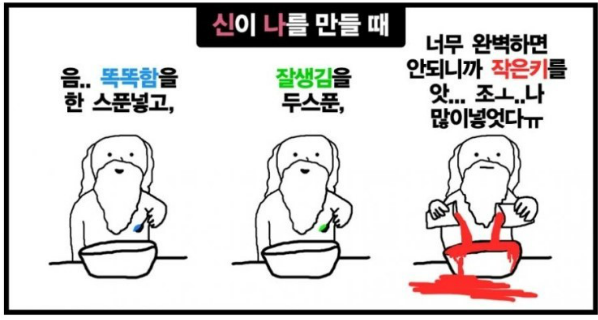 신이 나를 만들 때
음.. 똑똑함을
한 스푼넣고,
잘생김을
두스푼,
너무 완벽하면
안되니까 작은키를
앗... 조ㅗ..나
많이넣엇다ㅠ